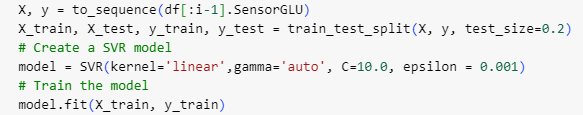 X, y = to_sequence(df[:i-1].SensorGLU)
X_train, X_test, y_train, y_test = train_test_split(X, y, test_size=0.2)
# Create a SVR model
model = SVR(kernel='linear',gamma='auto', C=10.0, epsilon = 0.001)
# Train the model
model.fit(X_train, y_train)